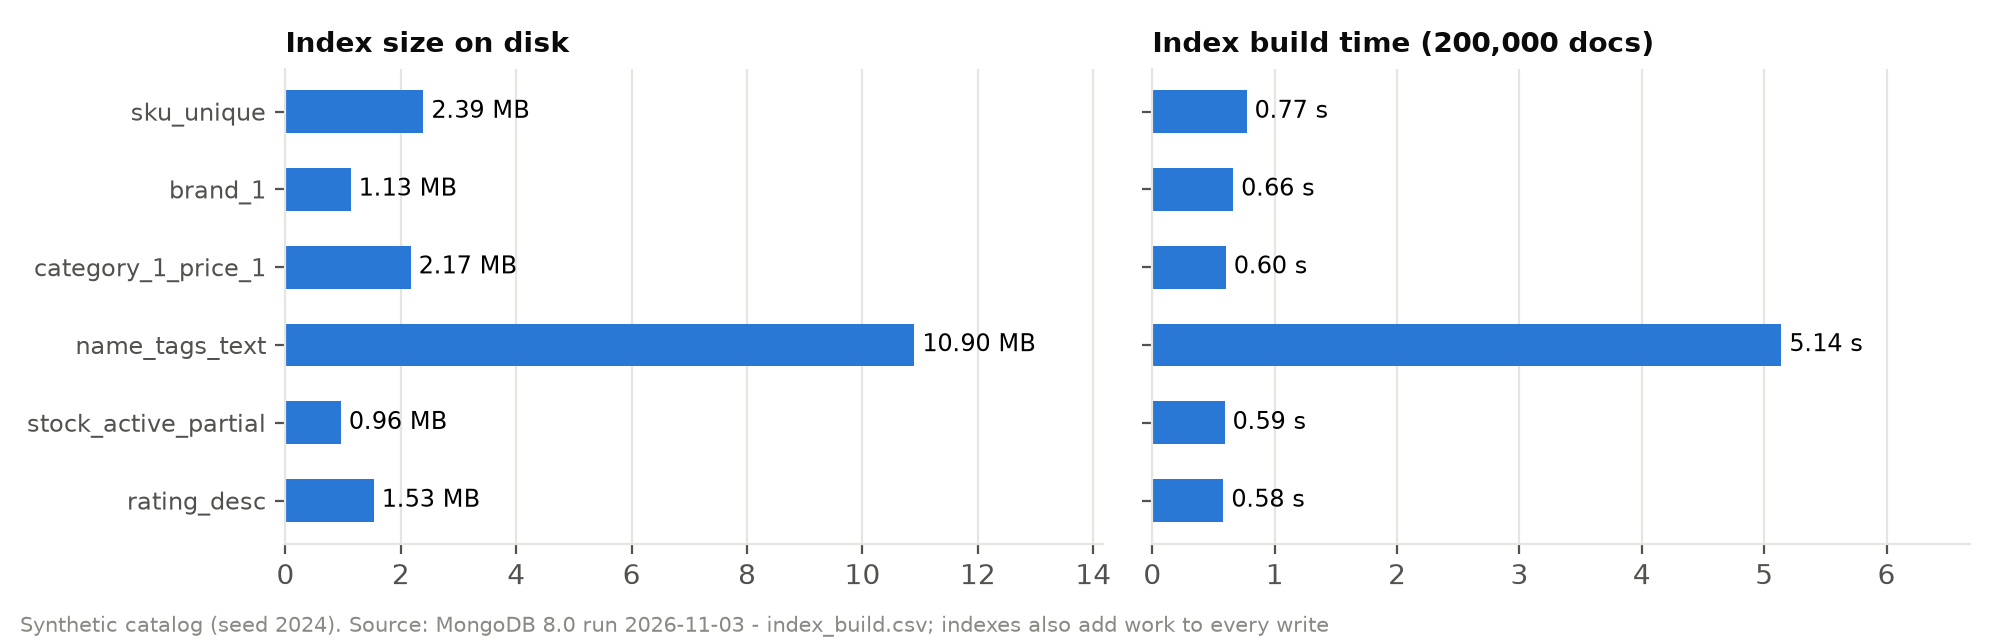 Index size on disk
sku_unique 2.39 MB
brand_1 1.13 MB
category_1_price_1 2.17 MB
name_tags_text 10.90 MB
stock_active_partial 0.96 MB
rating_desc 1.53 MB
0 2 4 6 8 10 12 14
Index build time (200,000 docs)
0.77 s
0.66 s
0.60 s
5.14 s
0.59 s
0.58 s
0 1 2 3 4 5 6
Synthetic catalog (seed 2024). Source: MongoDB 8.0 run 2026-11-03 - index_build.csv; indexes also add work to every write